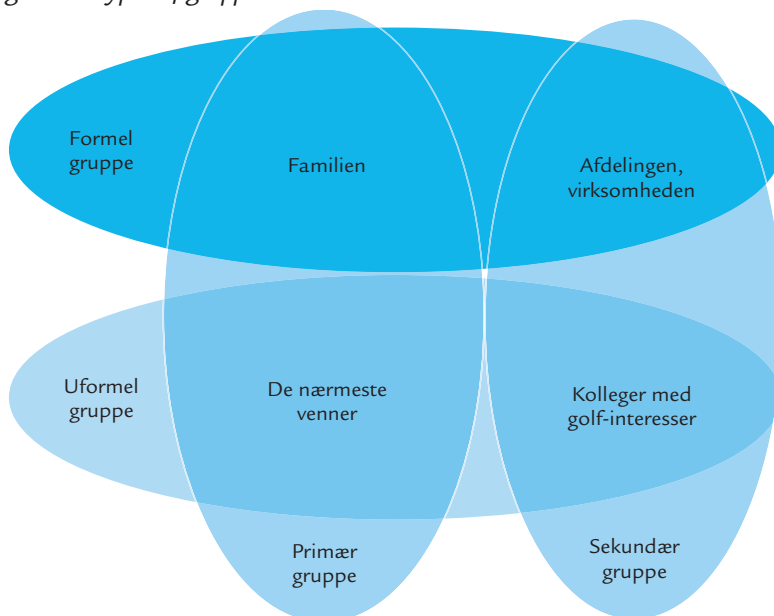 Formel
gruppe
Familien
Afdelingen,
virksomheden
Uformel
gruppe
De nærmeste
venner
Kolleger med
golf-interesser
Primær
gruppe
Sekundær
gruppe